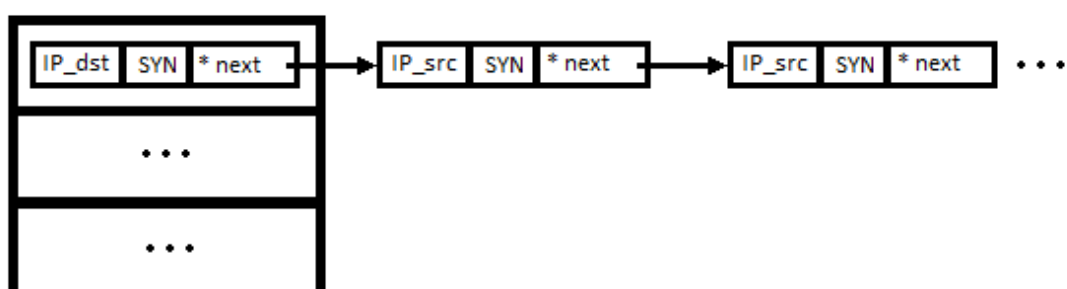 IP_dst SYN * next IP_src SYN * next IP_src SYN * next ...
...
...